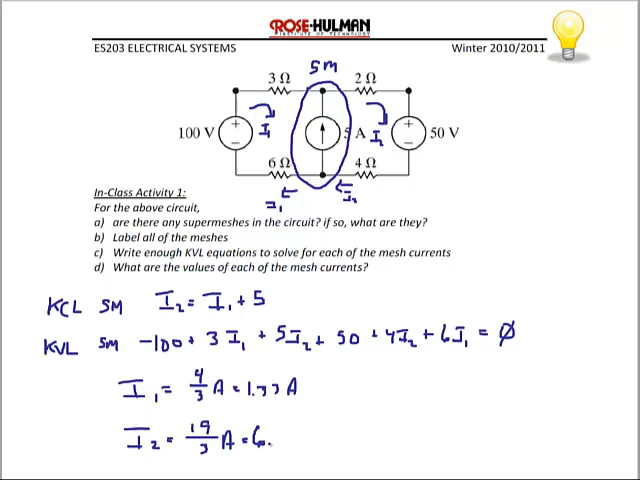 ROSE-HULMAN
INSTITUTE OF TECHNOLOGY
ES203 ELECTRICAL SYSTEMS Winter 2010/2011
SM
3 Ω 2 Ω
100 V I1 5 A I2 50 V
6 Ω 4 Ω
I1 I2
In-Class Activity 1:
For the above circuit,
a) are there any supermeshes in the circuit? if so, what are they?
b) Label all of the meshes
c) Write enough KVL equations to solve for each of the mesh currents
d) What are the values of each of the mesh currents?
KCL SM I2 = I1 + 5
KVL SM -100 + 3 I1 + 5I2 + 50 + 4I2 + 6I1 = 0
I1 = 4/3 A = 1.33 A
I2 = 19/3 A = 6.